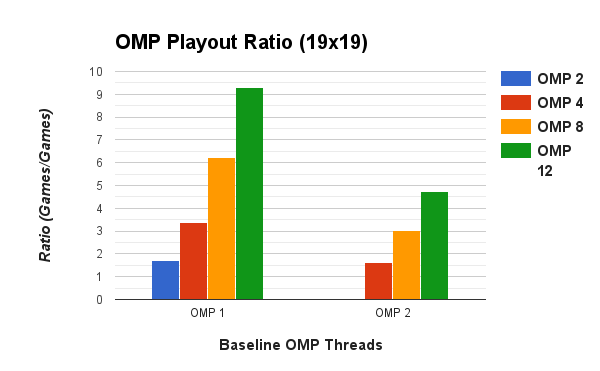 OMP Playout Ratio (19x19)
10
9
8
7
6
5
4
3
2
1
0
Ratio (Games/Games)
OMP 1
OMP 2
Baseline OMP Threads
OMP 2
OMP 4
OMP 8
OMP
12